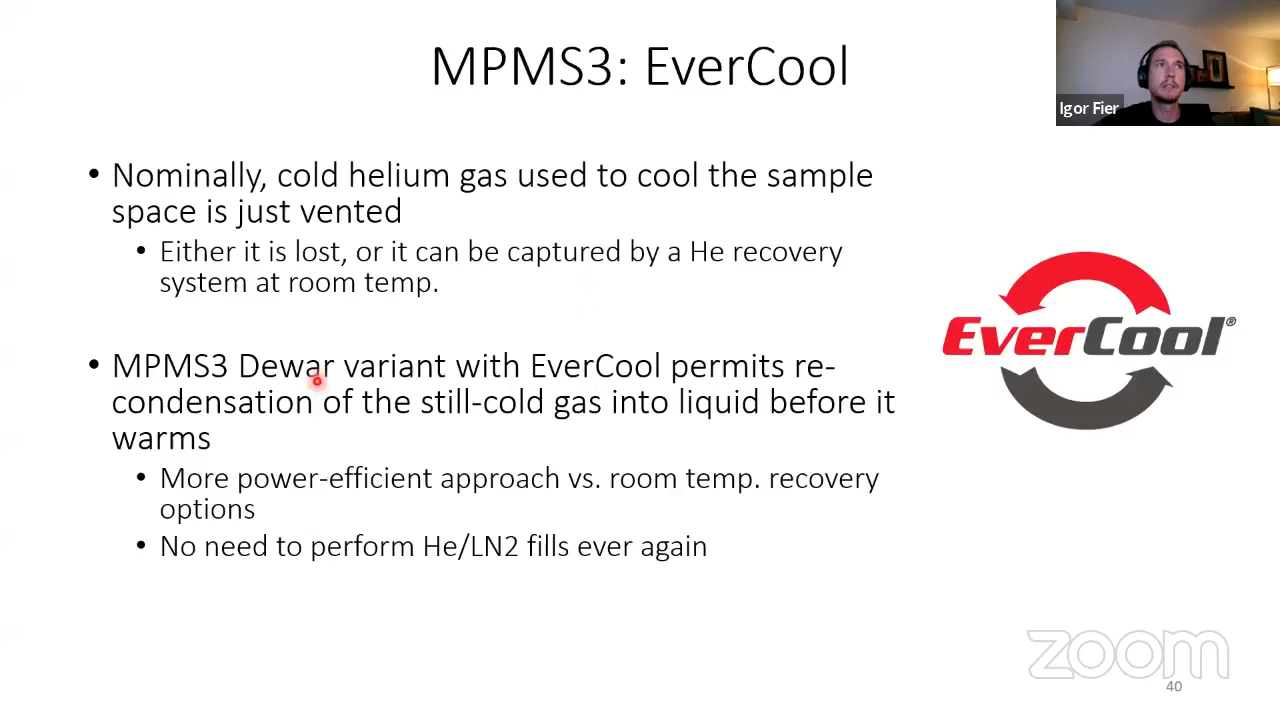 MPMS3: EverCool
Igor Fier
• Nominally, cold helium gas used to cool the sample
space is just vented
• Either it is lost, or it can be captured by a He recovery
system at room temp.
EverCool®
• MPMS3 Dewar variant with EverCool permits re-
condensation of the still-cold gas into liquid before it
warms
• More power-efficient approach vs. room temp. recovery
options
• No need to perform He/LN2 fills ever again
zoom
40